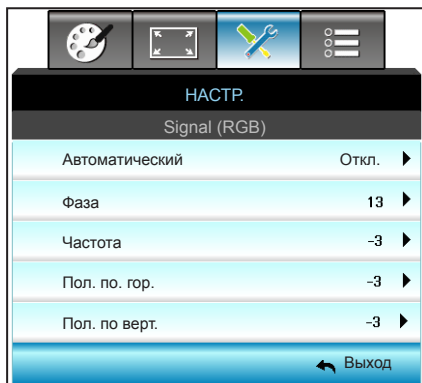 НАСТР.
Signal (RGB)
Автоматический Откл.
Фаза 13
Частота -3
Пол. по. гор. -3
Пол. по верт. -3
Выход